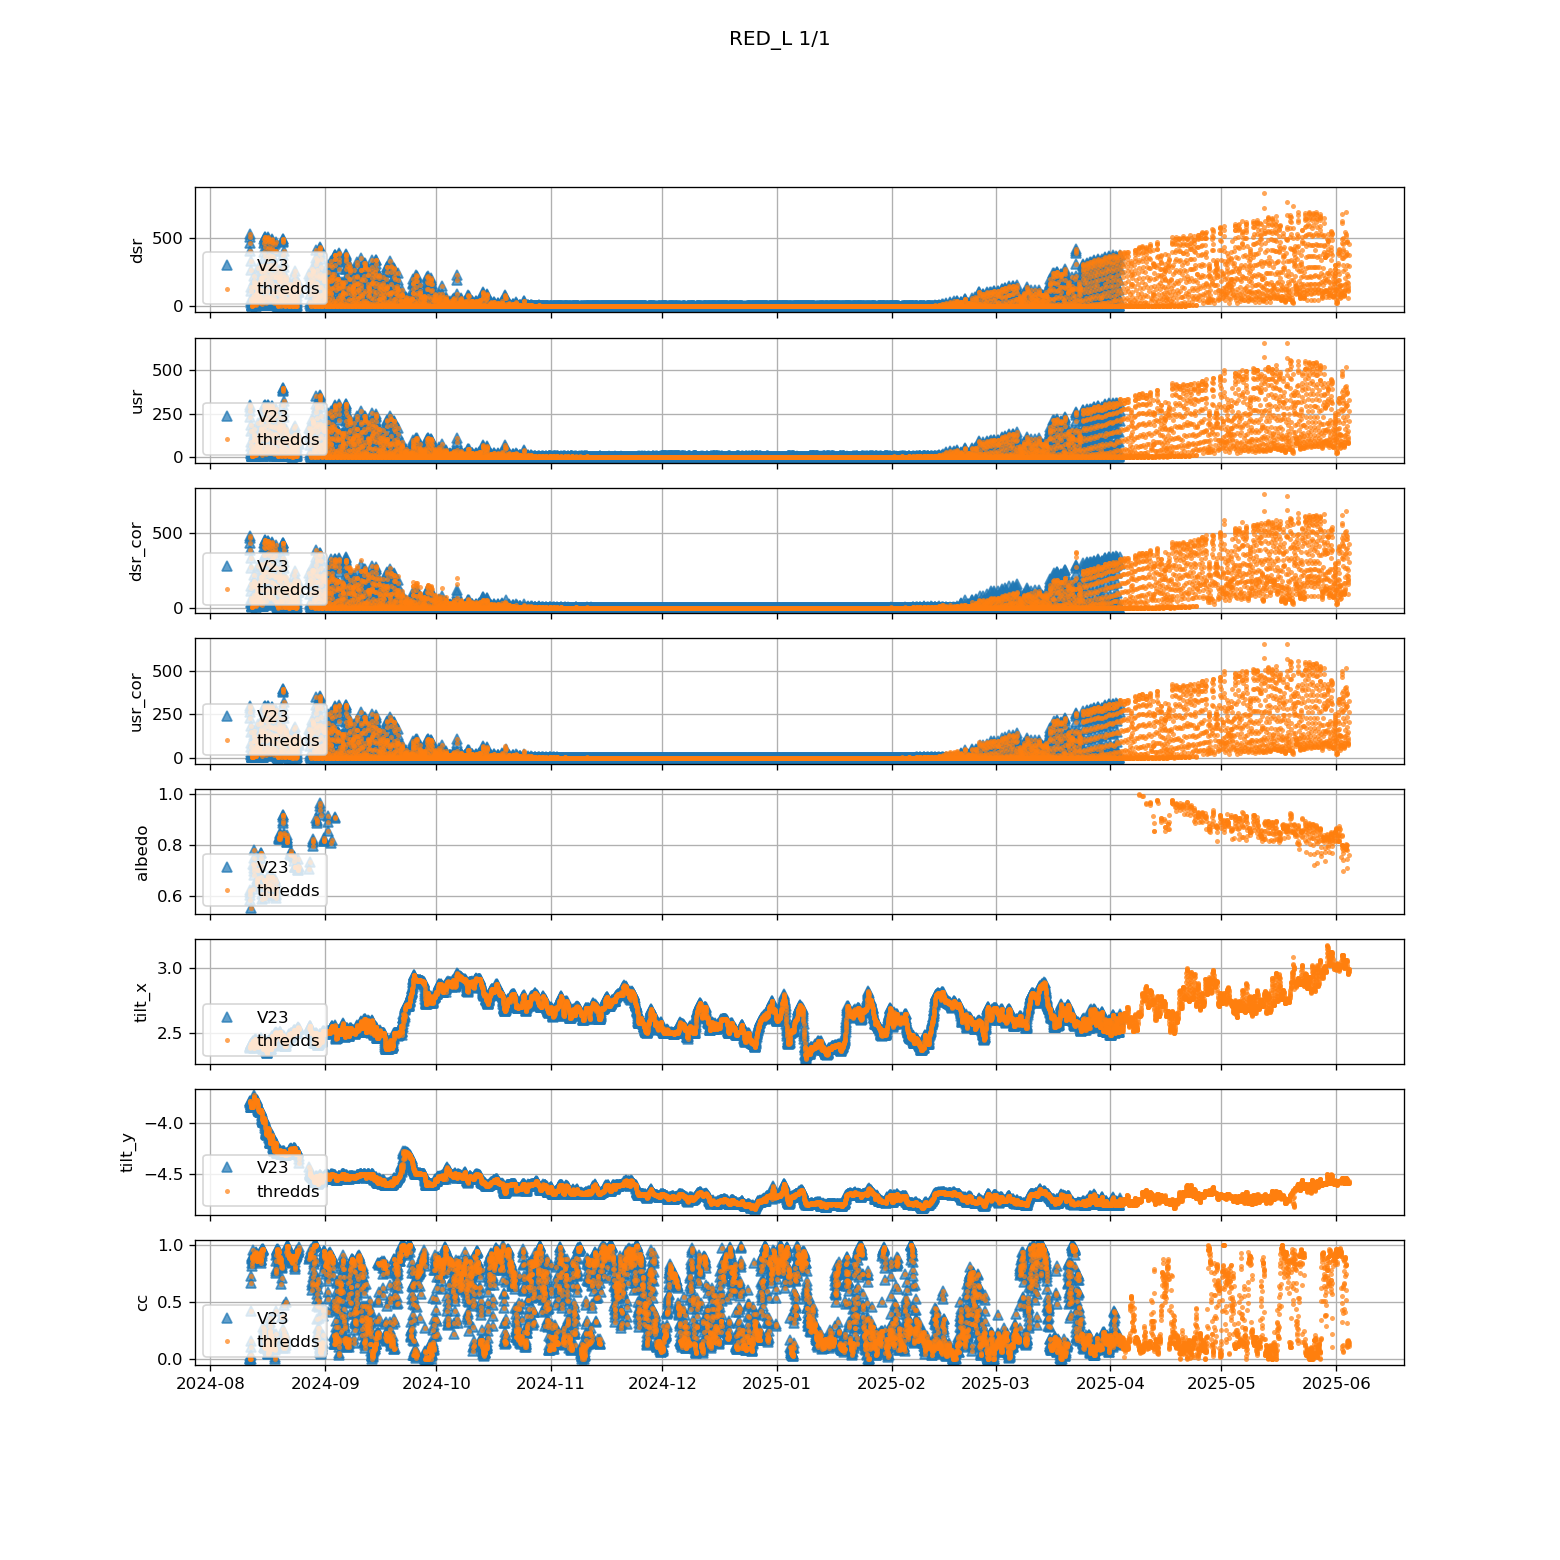 RED_L 1/1
dsr
500
0
V23
thredds
usr
500
250
0
V23
thredds
dsr_cor
500
0
V23
thredds
usr_cor
500
250
0
V23
thredds
albedo
1.0
0.8
0.6
V23
thredds
tilt_x
3.0
2.5
V23
thredds
tilt_y
−4.0
−4.5
V23
thredds
cc
1.0
0.5
0.0
V23
thredds
2024-08 2024-09 2024-10 2024-11 2024-12 2025-01 2025-02 2025-03 2025-04 2025-05 2025-06